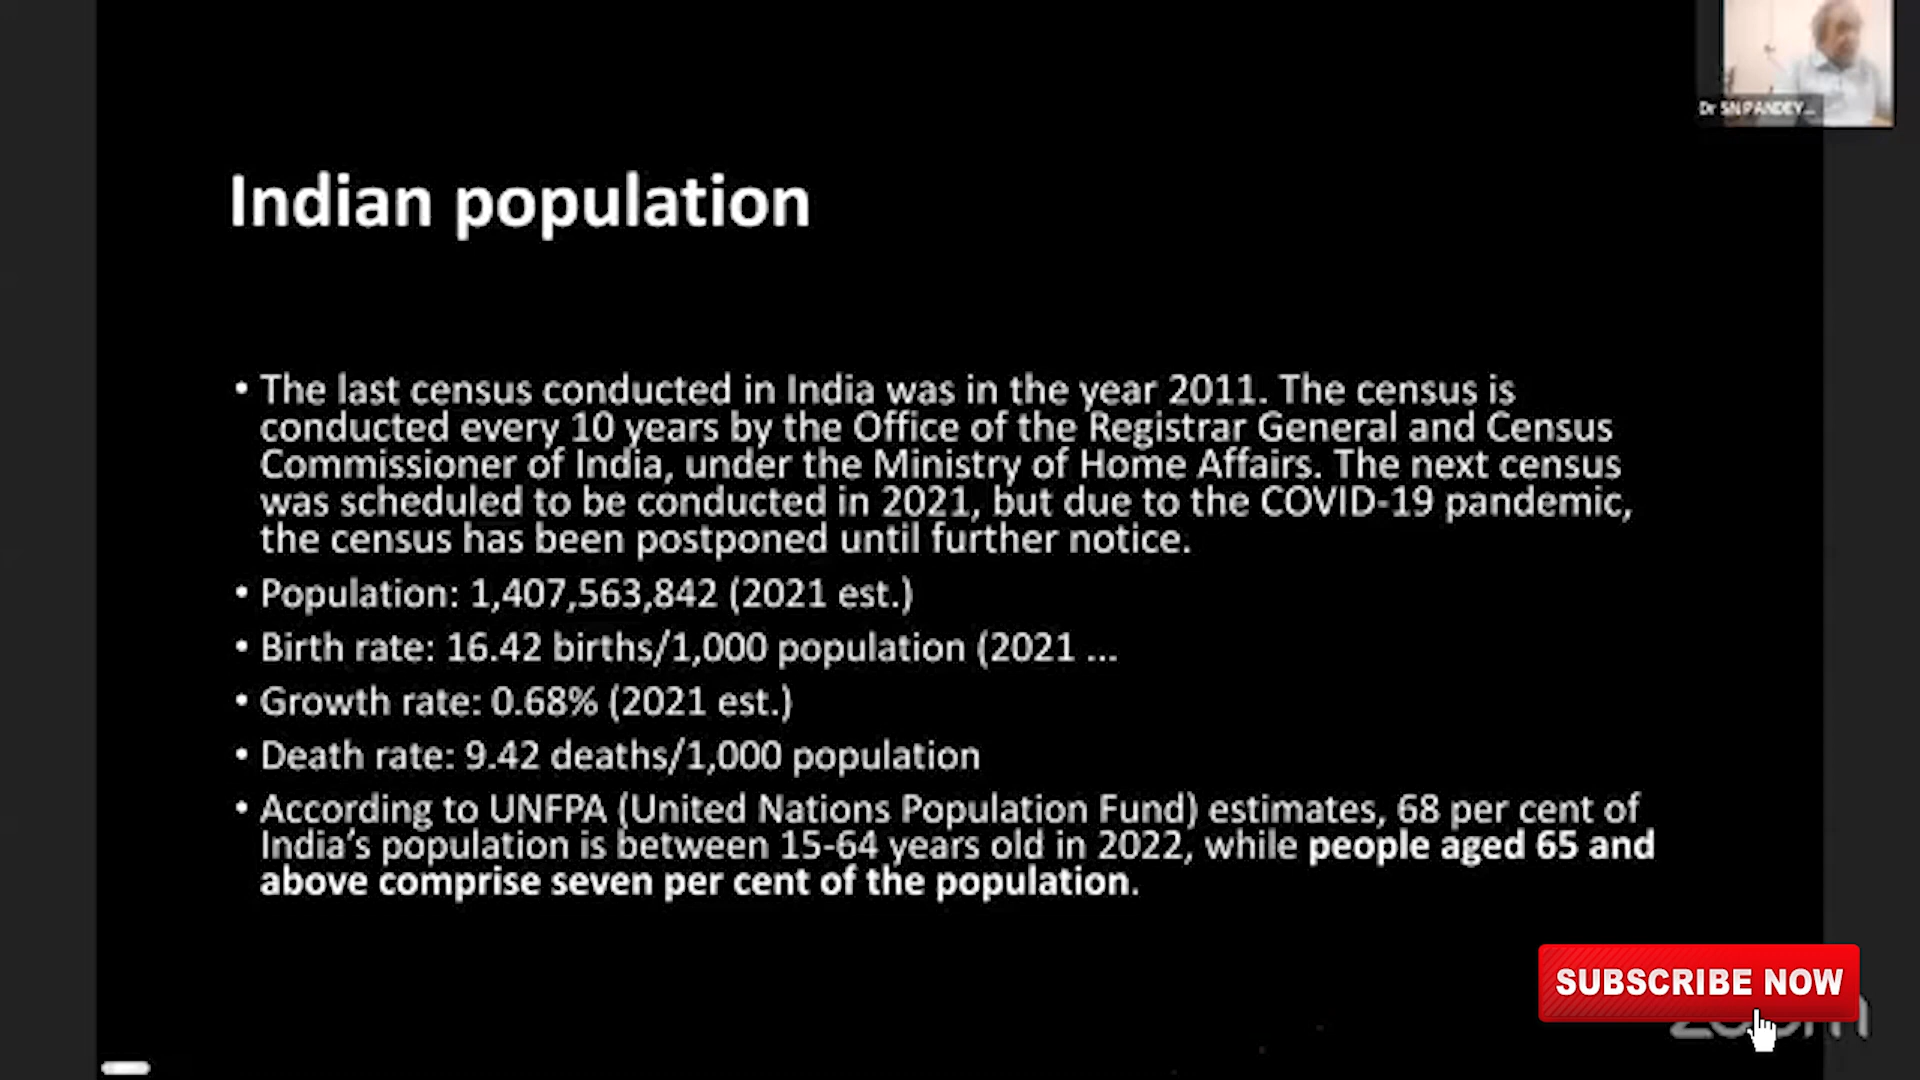 Dr SN PANDEY...
Indian population
• The last census conducted in India was in the year 2011. The census is
conducted every 10 years by the Office of the Registrar General and Census
Commissioner of India, under the Ministry of Home Affairs. The next census
was scheduled to be conducted in 2021, but due to the COVID-19 pandemic,
the census has been postponed until further notice.
• Population: 1,407,563,842 (2021 est.)
• Birth rate: 16.42 births/1,000 population (2021 ...
• Growth rate: 0.68% (2021 est.)
• Death rate: 9.42 deaths/1,000 population
• According to UNFPA (United Nations Population Fund) estimates, 68 per cent of
India’s population is between 15-64 years old in 2022, while people aged 65 and
above comprise seven per cent of the population.
SUBSCRIBE NOW